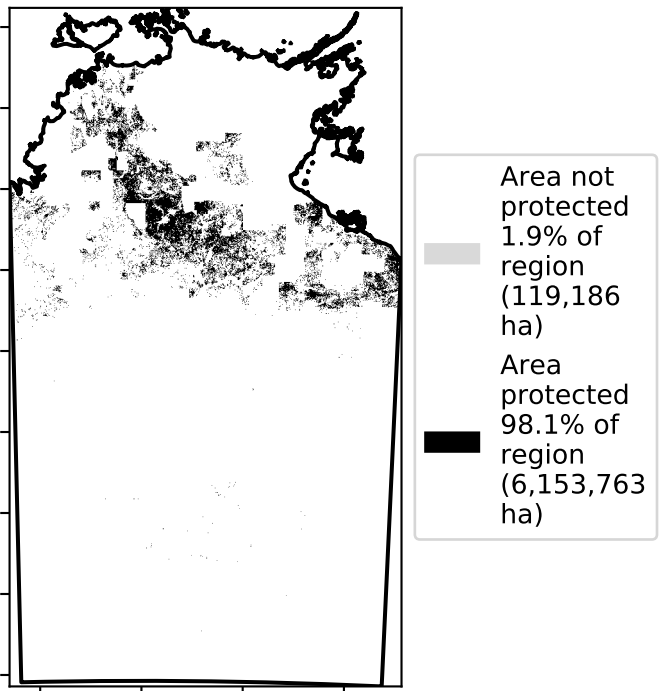 Area not
protected
1.9% of
region
(119,186
ha)
Area
protected
98.1% of
region
(6,153,763
ha)